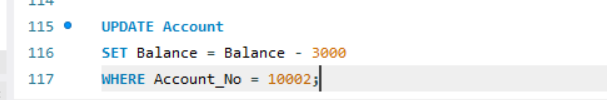 114
115 UPDATE Account
116 SET Balance = Balance - 3000
117 WHERE Account_No = 10002;